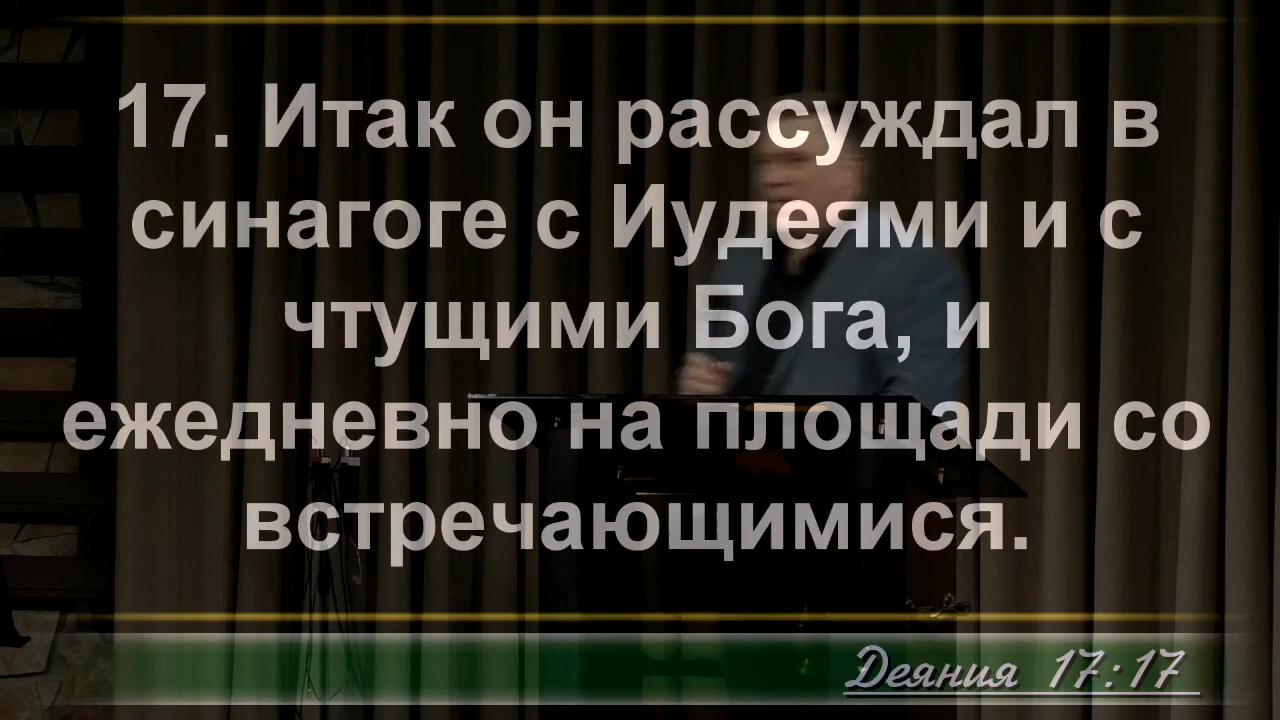 17. Итак он рассуждал в
синагоге с Иудеями и с
чтущими Бога, и
ежедневно на площади со
встречающимися.
Деяния 17:17